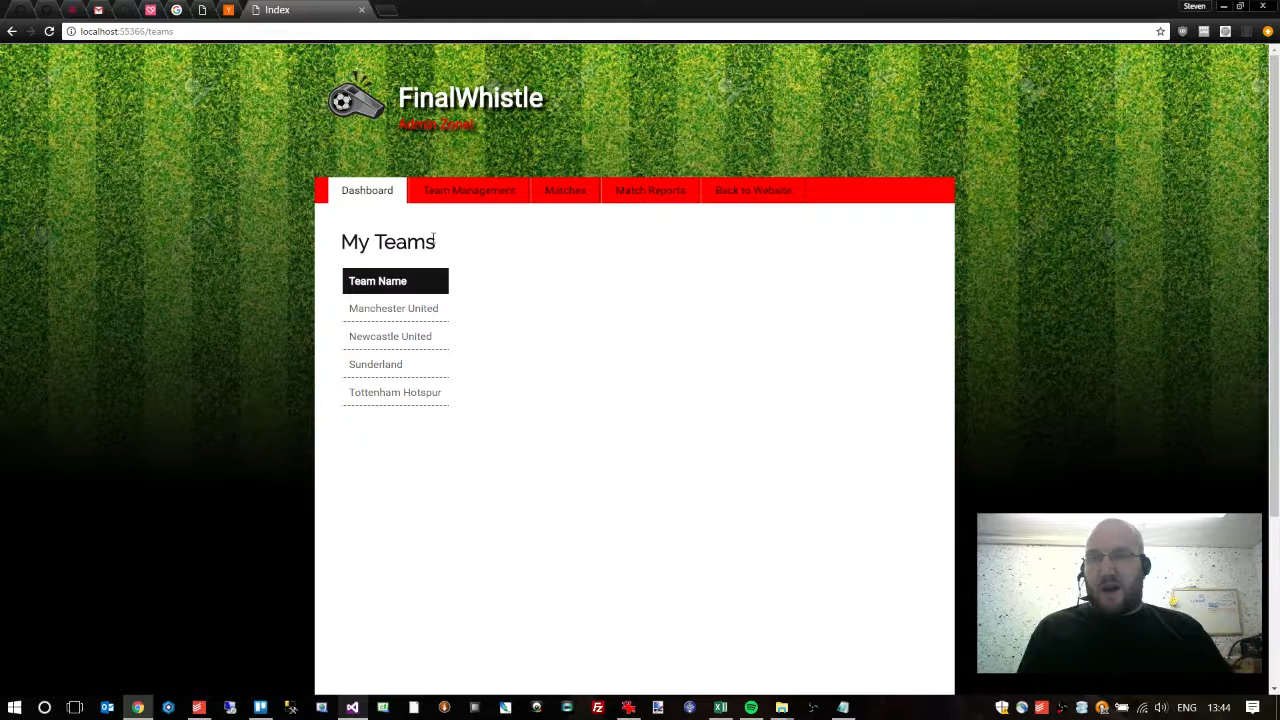 Index
Steven
localhost:55366/teams
FinalWhistle
Admin Zone!
Dashboard
Team Management
Matches
Match Reports
Back to Website
My Teams
Team Name
Manchester United
Newcastle United
Sunderland
Tottenham Hotspur
ENG
13:44